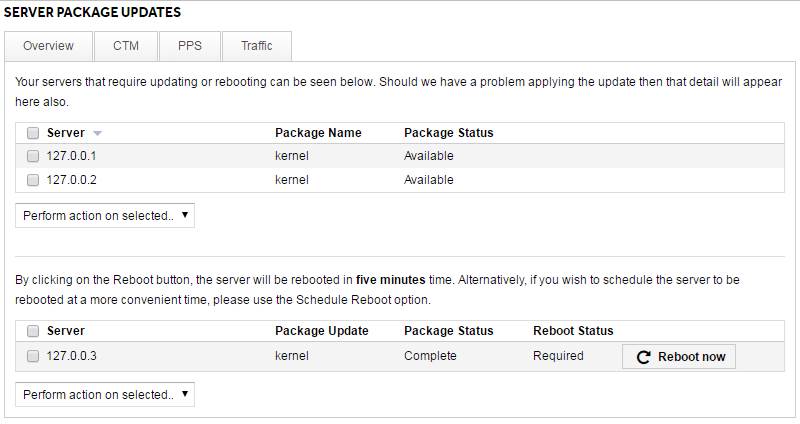 SERVER PACKAGE UPDATES
Overview CTM PPS Traffic
Your servers that require updating or rebooting can be seen below. Should we have a problem applying the update then that detail will appear
here also.
Server Package Name Package Status
127.0.0.1 kernel Available
127.0.0.2 kernel Available
Perform action on selected..
By clicking on the Reboot button, the server will be rebooted in five minutes time. Alternatively, if you wish to schedule the server to be
rebooted at a more convenient time, please use the Schedule Reboot option.
Server Package Update Package Status Reboot Status
127.0.0.3 kernel Complete Required Reboot now
Perform action on selected..